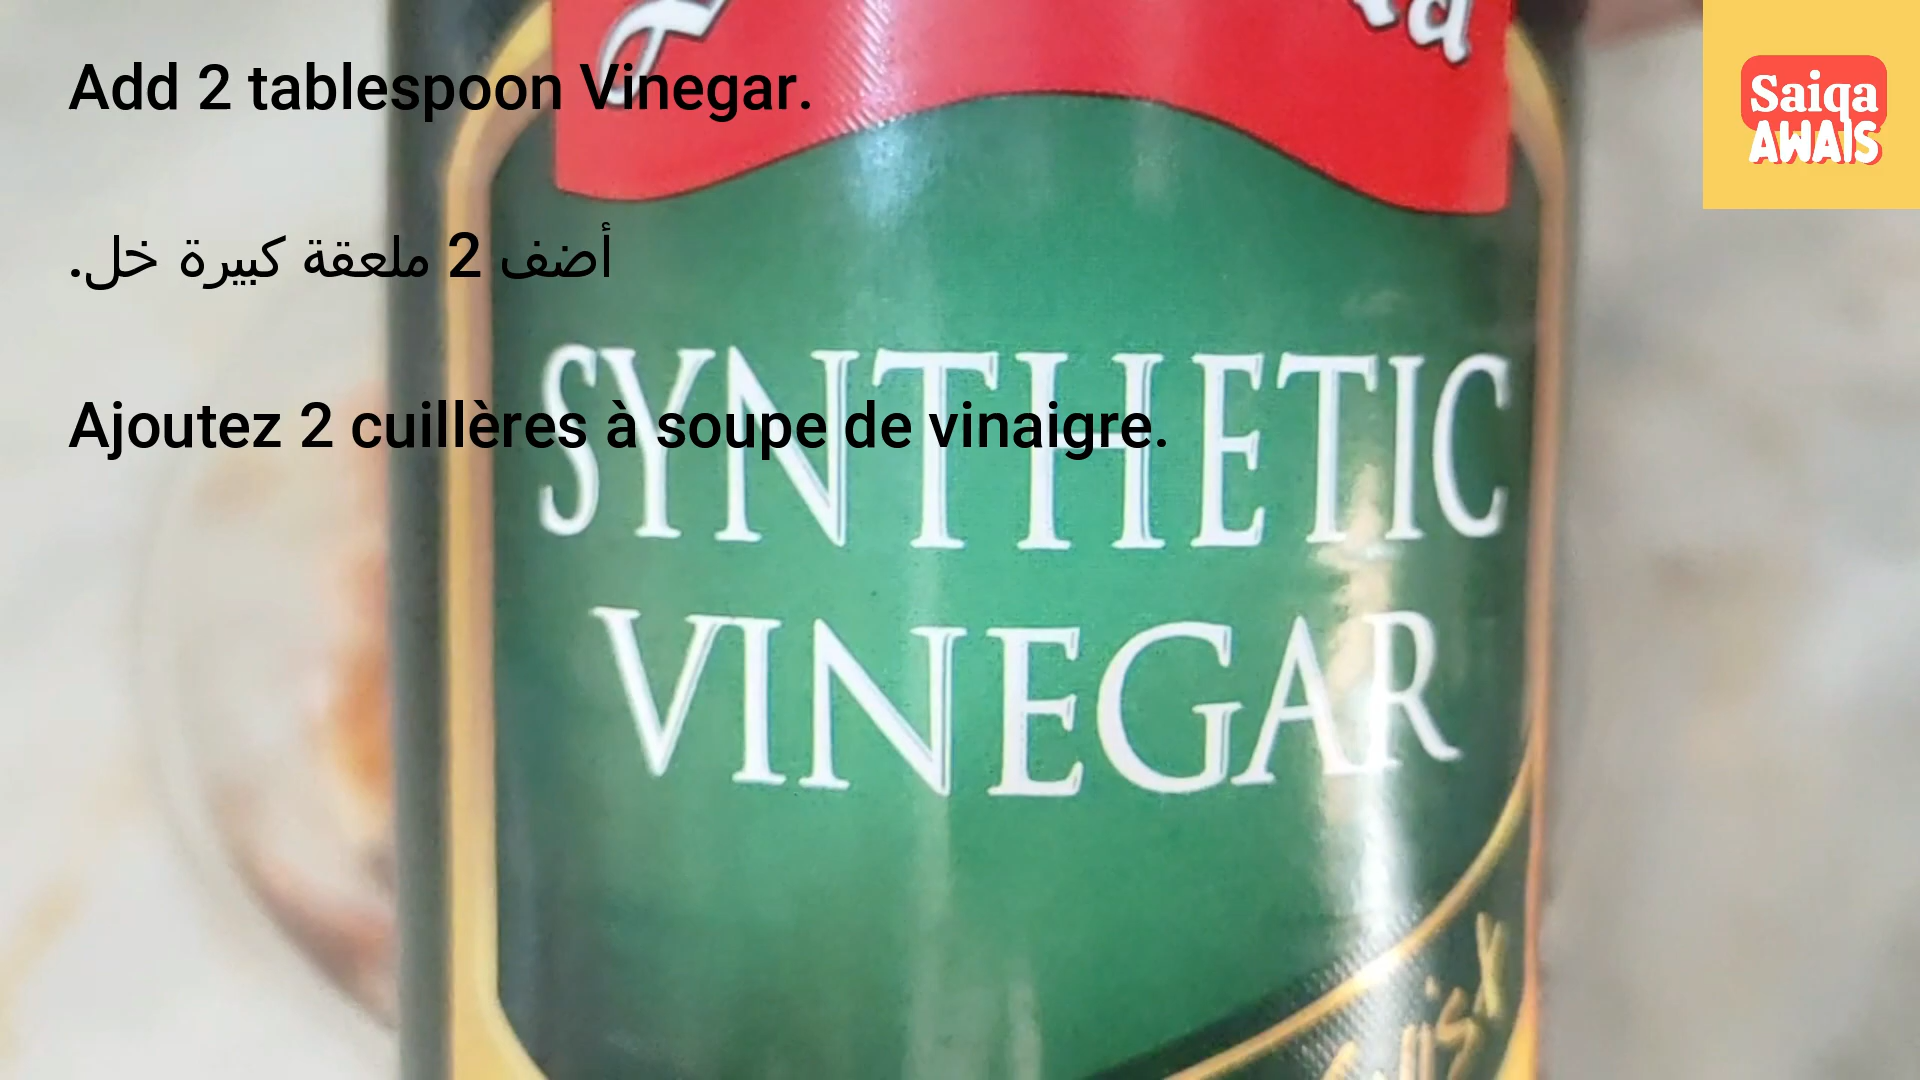 Add 2 tablespoon Vinegar.
Saiqa
AWAIS
أضف 2 ملعقة كبيرة خل.
Ajoutez 2 cuillères à soupe de vinaigre.
SYNTHETIC
VINEGAR